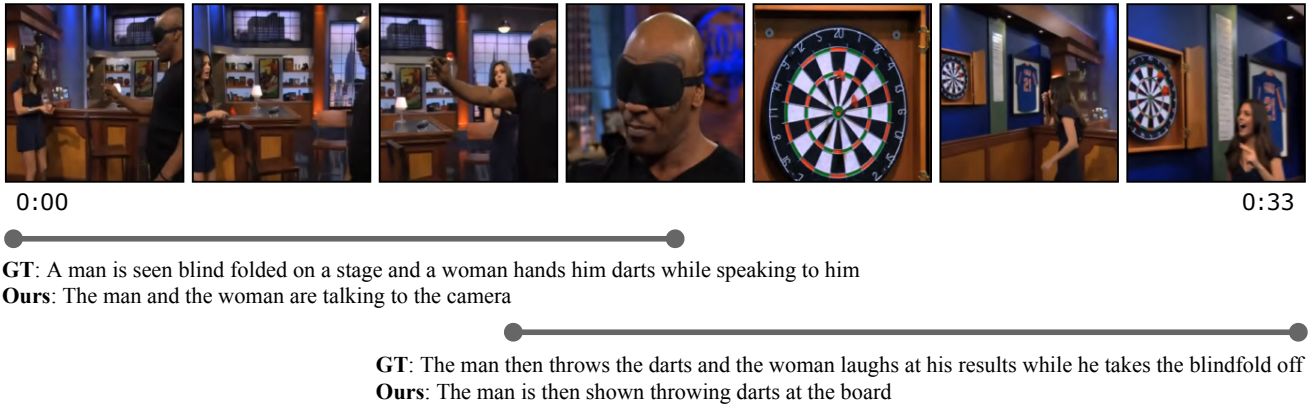 0:00
0:33
GT: A man is seen blind folded on a stage and a woman hands him darts while speaking to him
Ours: The man and the woman are talking to the camera
GT: The man then throws the darts and the woman laughs at his results while he takes the blindfold off
Ours: The man is then shown throwing darts at the board